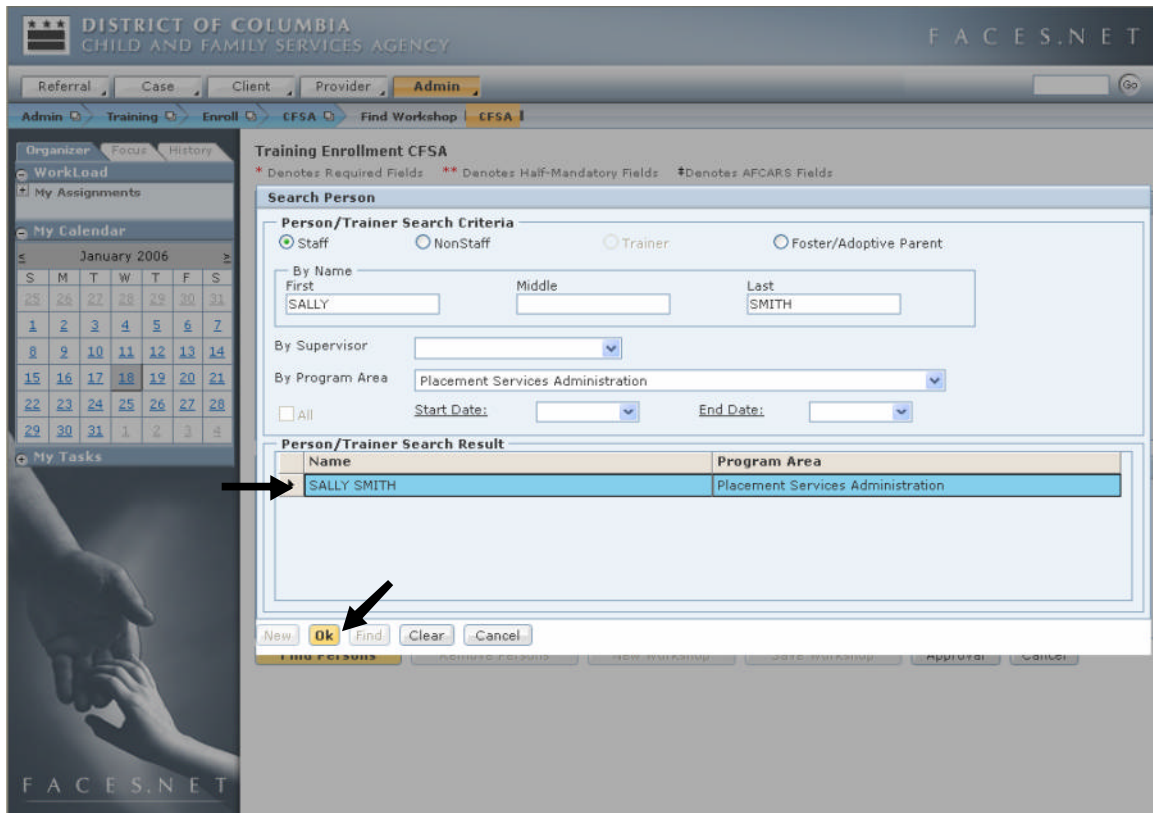 DISTRICT OF COLUMBIA
CHILD AND FAMILY SERVICES AGENCY
FACES.NET
Referral Case Client Provider Admin Go
Admin Training Enroll CFSA Find Workshop CFSA
Organizer Focus History
WorkLoad
My Assignments
My Calendar
< January 2006 >
S M T W T F S
25 26 27 28 29 30 31
1 2 3 4 5 6 7
8 9 10 11 12 13 14
15 16 17 18 19 20 21
22 23 24 25 26 27 28
29 30 31 1 2 3 4
My Tasks
FACES.NET
Training Enrollment CFSA
* Denotes Required Fields ** Denotes Half-Mandatory Fields ‡Denotes AFCARS Fields
Search Person
Person/Trainer Search Criteria
Staff NonStaff Trainer Foster/Adoptive Parent
By Name
First Middle Last
SALLY SMITH
By Supervisor
By Program Area Placement Services Administration
All Start Date: End Date:
Person/Trainer Search Result
Name Program Area
SALLY SMITH Placement Services Administration
New Ok Find Clear Cancel
Find Persons Remove Persons New Workshop Save Workshop Approval Cancel